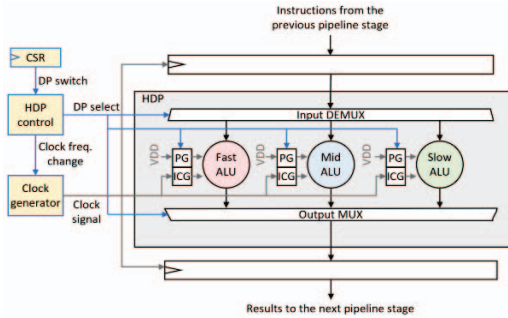 Instructions from the
previous pipeline stage
CSR
DP switch
HDP
control
DP select
Clock freq.
change
Clock
generator
Clock
signal
HDP
Input DEMUX
VDD
PG
ICG
Fast
ALU
VDD
PG
ICG
Mid
ALU
VDD
PG
ICG
Slow
ALU
Output MUX
Results to the next pipeline stage